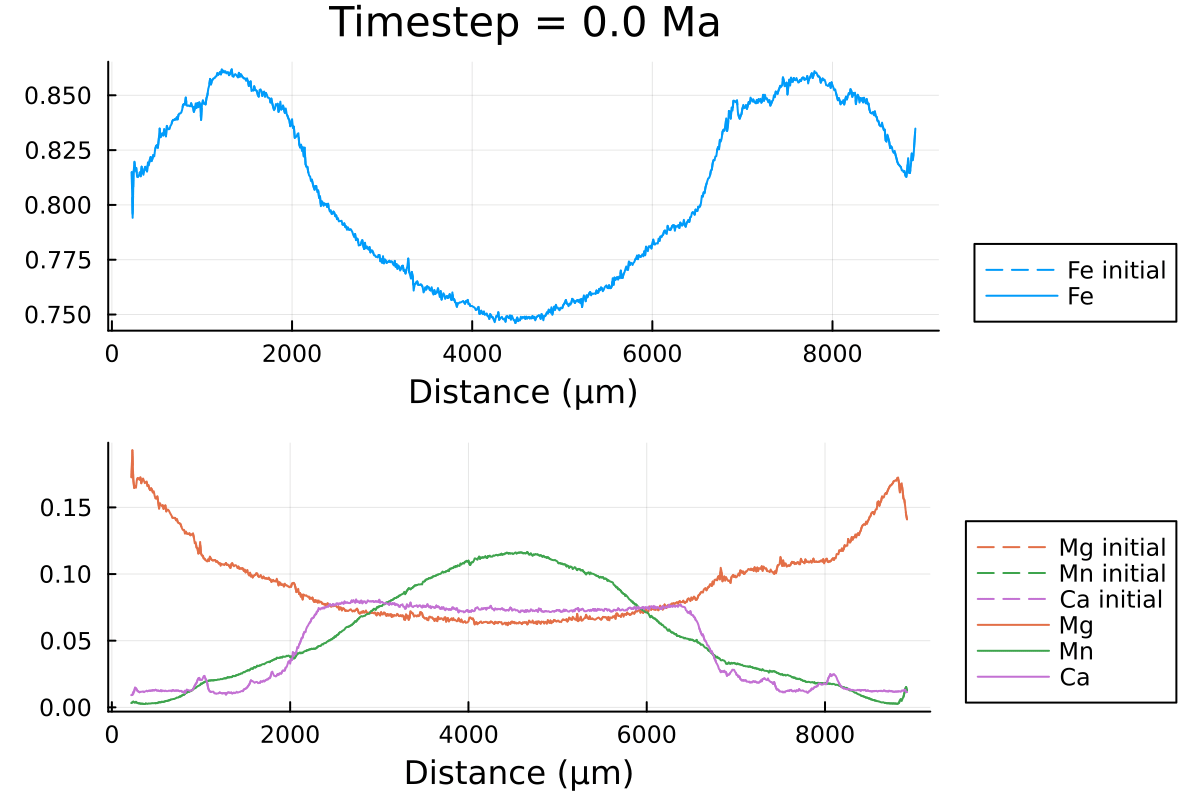 Timestep = 0.0 Ma
0.850
0.825
0.800
0.775
0.750
0 2000 4000 6000 8000
Distance (µm)
Fe initial
Fe
0.15
0.10
0.05
0.00
0 2000 4000 6000 8000
Distance (µm)
Mg initial
Mn initial
Ca initial
Mg
Mn
Ca